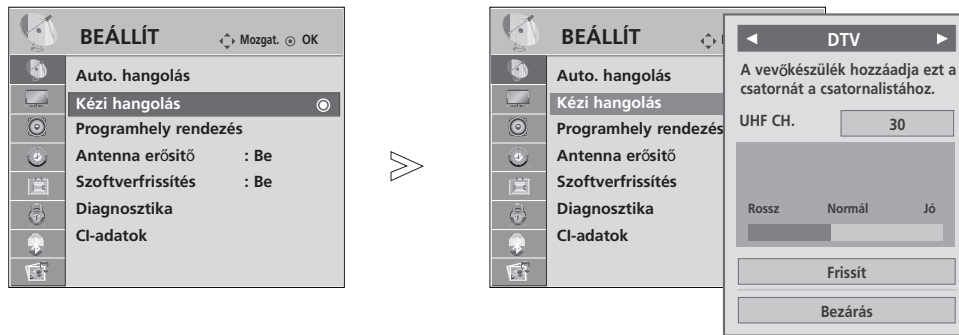 BEÁLLÍT
Mozgat. OK
Auto. hangolás
Kézi hangolás
Programhely rendezés
Antenna erősitő : Be
Szoftverfrissítés : Be
Diagnosztika
CI-adatok
BEÁLLÍT
Auto. hangolás
Kézi hangolás
Programhely rendezés
Antenna erősitő
Szoftverfrissítés
Diagnosztika
CI-adatok
DTV
A vevőkészülék hozzáadja ezt a
csatornát a csatornalistához.
UHF CH. 30
Rossz Normál Jó
Frissít
Bezárás